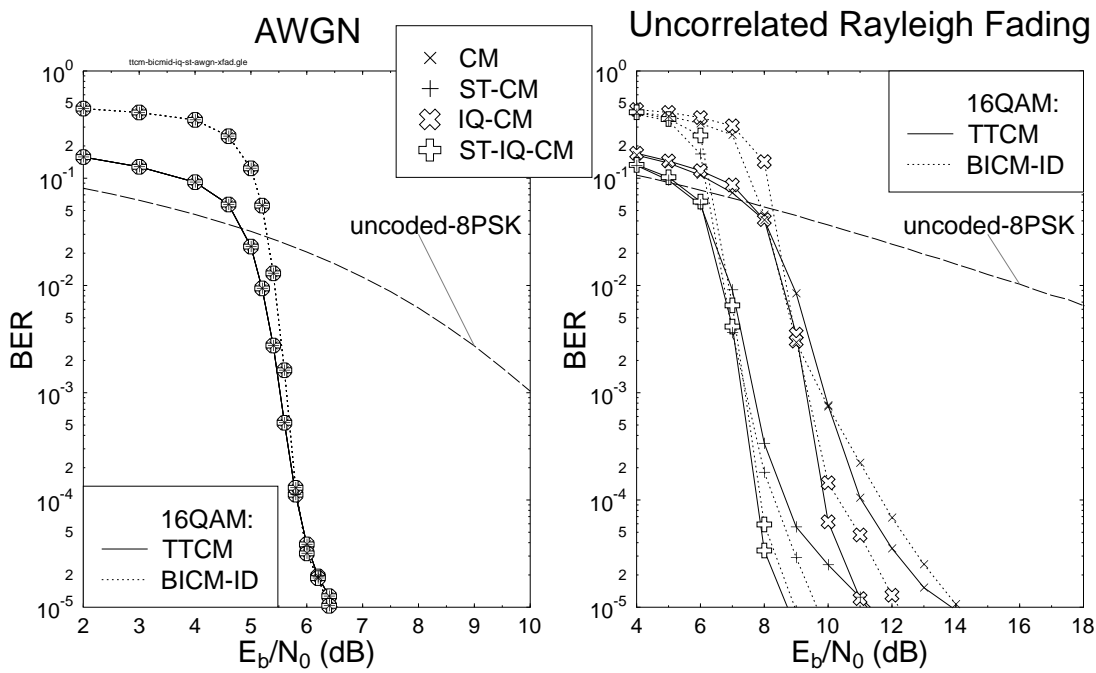 AWGN
Uncorrelated Rayleigh Fading
ttcm-bicmid-iq-st-awgn-xfad.gle
CM
ST-CM
IQ-CM
ST-IQ-CM
16QAM:
TTCM
BICM-ID
uncoded-8PSK
16QAM:
TTCM
BICM-ID
BER
10^0
5
2
10^-1
5
2
10^-2
5
2
10^-3
5
2
10^-4
5
2
10^-5
2 3 4 5 6 7 8 9 10
E_b/N_0 (dB)
uncoded-8PSK
BER
10^0
5
2
10^-1
5
2
10^-2
5
2
10^-3
5
2
10^-4
5
2
10^-5
4 6 8 10 12 14 16 18
E_b/N_0 (dB)